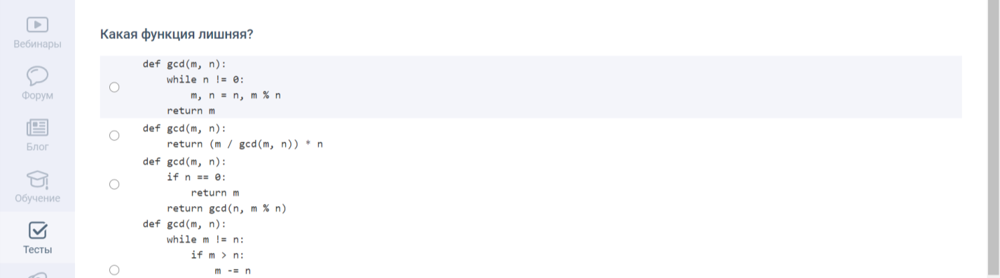 Вебинары
Форум
Блог
Обучение
Тесты
Какая функция лишняя?
def gcd(m, n):
    while n != 0:
        m, n = n, m % n
    return m
def gcd(m, n):
    return (m / gcd(m, n)) * n
def gcd(m, n):
    if n == 0:
        return m
    return gcd(n, m % n)
def gcd(m, n):
    while m != n:
        if m > n:
            m -= n